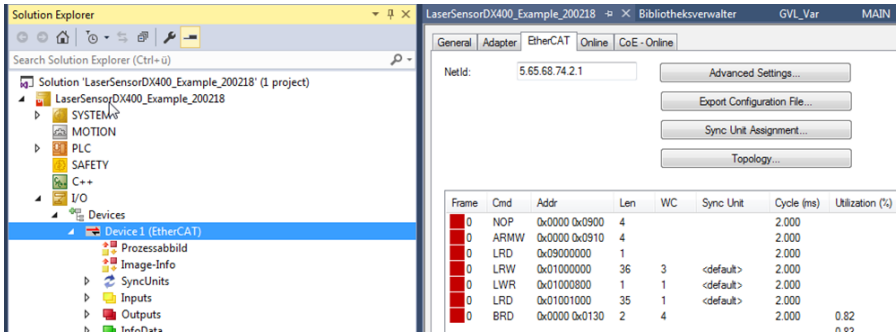 Solution Explorer
Search Solution Explorer (Ctrl+ü)
Solution 'LaserSensorDX400_Example_200218' (1 project)
LaserSensorDX400_Example_200218
SYSTEM
MOTION
PLC
SAFETY
C++
I/O
Devices
Device 1 (EtherCAT)
Prozessabbild
Image-Info
SyncUnits
Inputs
Outputs
InfoData
LaserSensorDX400_Example_200218 Bibliotheksverwalter GVL_Var MAIN
General Adapter EtherCAT Online CoE - Online
NetId: 5.65.68.74.2.1 Advanced Settings...
Export Configuration File...
Sync Unit Assignment...
Topology...
Frame Cmd Addr Len WC Sync Unit Cycle (ms) Utilization (%)
0 NOP 0x0000 0x0900 4 2.000
0 ARMW 0x0000 0x0910 4 2.000
0 LRD 0x09000000 1 2.000
0 LRW 0x01000000 36 3 <default> 2.000
0 LWR 0x01000800 1 1 <default> 2.000
0 LRD 0x01001000 35 1 <default> 2.000
0 BRD 0x0000 0x0130 2 4 2.000 0.82